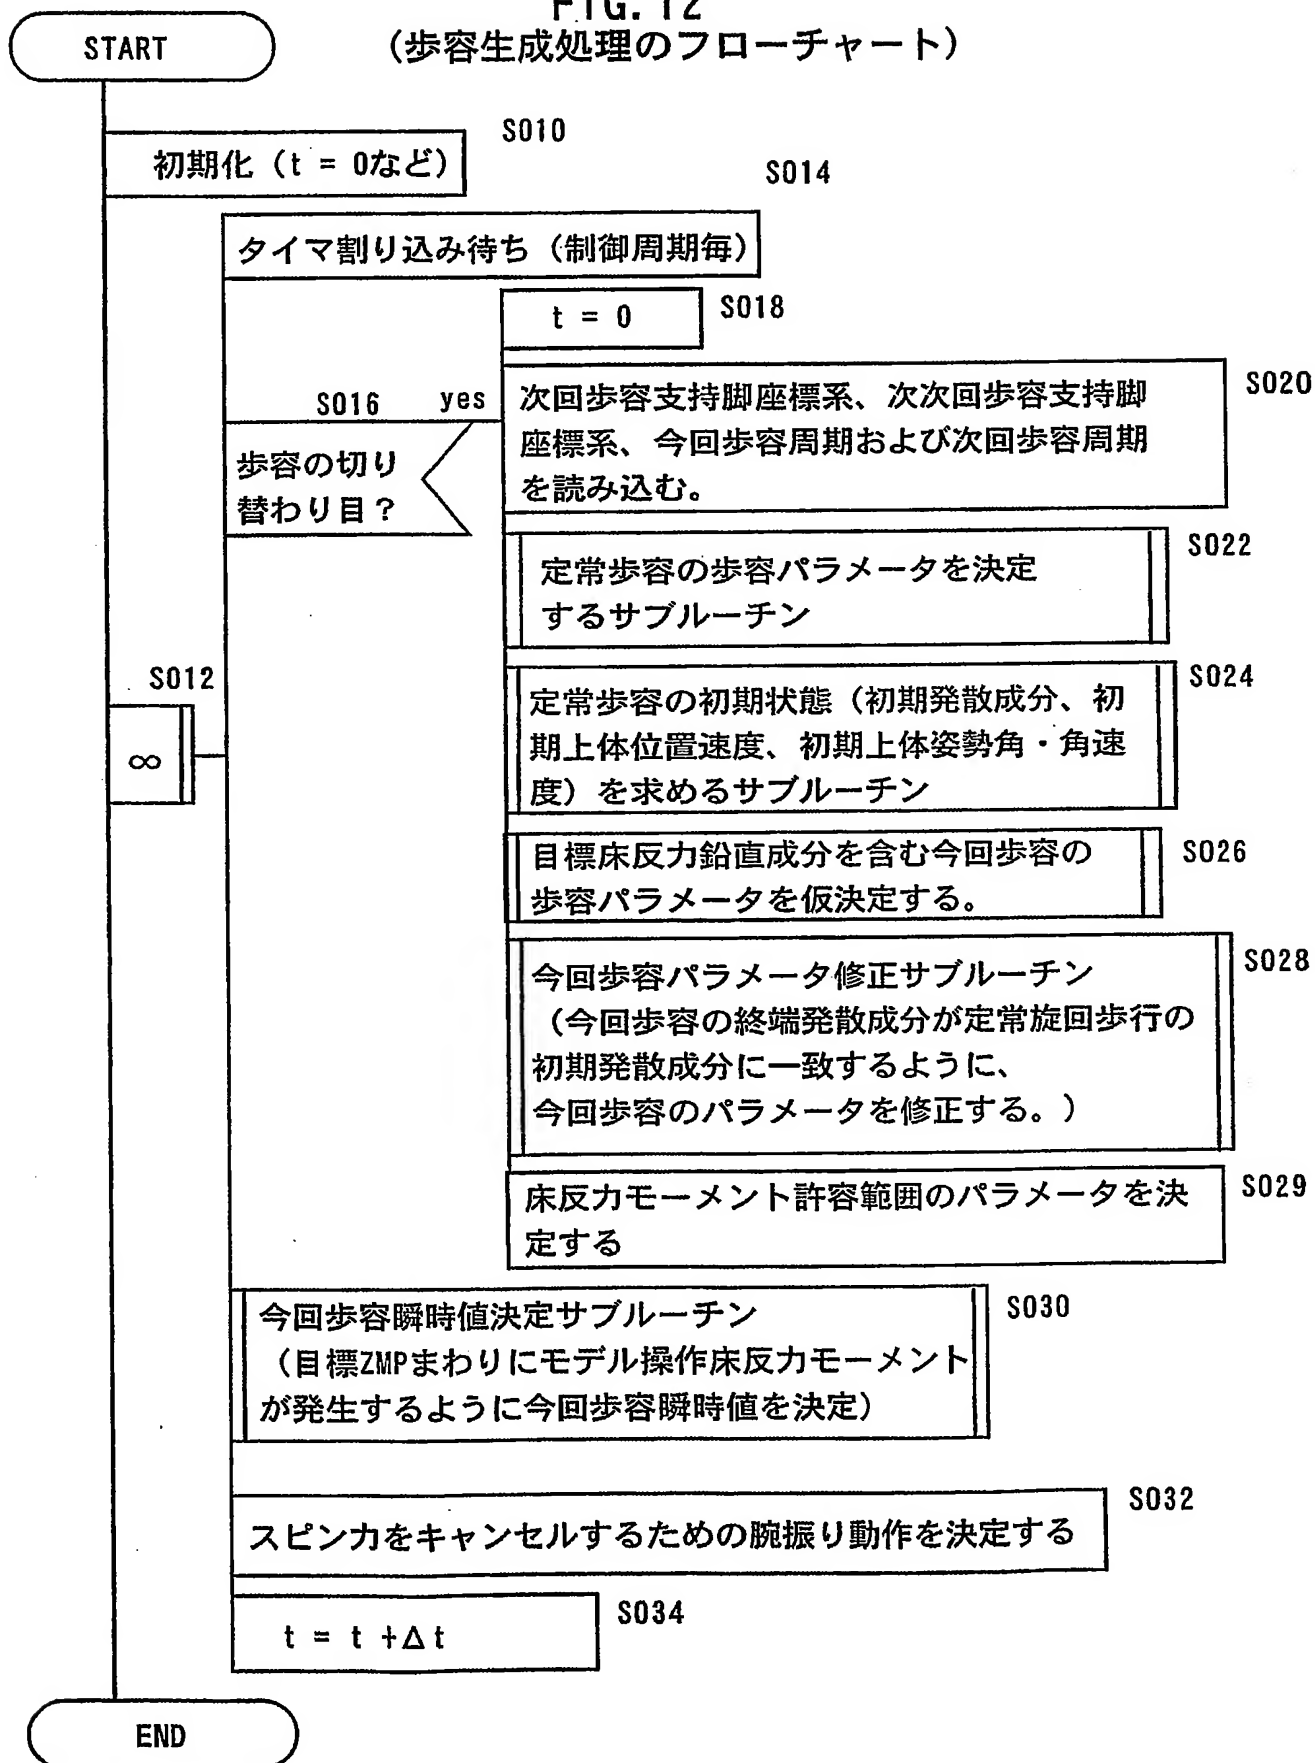 FIG. 12
START
(歩容生成処理のフローチャート)
S010
初期化(t = 0など)
S014
タイマ割り込み待ち(制御周期毎)
t = 0
S018
S016
yes
歩容の切り
替わり目?
次回歩容支持脚座標系、次次回歩容支持脚
座標系、今回歩容周期および次回歩容周期
を読み込む。
S020
定常歩容の歩容パラメータを決定
するサブルーチン
S022
S012
∞
定常歩容の初期状態(初期発散成分、初
期上体位置速度、初期上体姿勢角・角速
度)を求めるサブルーチン
S024
目標床反力鉛直成分を含む今回歩容の
歩容パラメータを仮決定する。
S026
今回歩容パラメータ修正サブルーチン
(今回歩容の終端発散成分が定常旋回歩行の
初期発散成分に一致するように、
今回歩容のパラメータを修正する。)
S028
床反力モーメント許容範囲のパラメータを決
定する
S029
今回歩容瞬時値決定サブルーチン
(目標ZMPまわりにモデル操作床反力モーメント
が発生するように今回歩容瞬時値を決定)
S030
スピン力をキャンセルするための腕振り動作を決定する
S032
t = t +Δt
S034
END